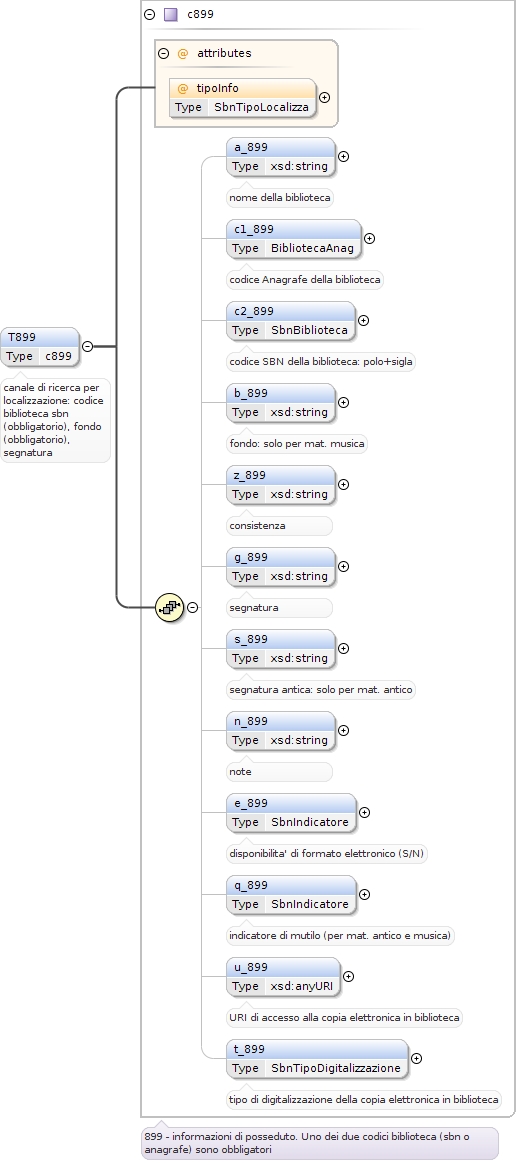 c899
@ attributes
@ tipoInfo
Type SbnTipoLocalizza
a_899
Type xsd:string
nome della biblioteca
c1_899
Type BibliotecaAnag
codice Anagrafe della biblioteca
c2_899
Type SbnBiblioteca
codice SBN della biblioteca: polo+sigla
T899
Type c899
canale di ricerca per
localizzazione: codice
biblioteca sbn
(obbligatorio), fondo
(obbligatorio),
segnatura
b_899
Type xsd:string
fondo: solo per mat. musica
z_899
Type xsd:string
consistenza
g_899
Type xsd:string
segnatura
s_899
Type xsd:string
segnatura antica: solo per mat. antico
n_899
Type xsd:string
note
e_899
Type SbnIndicatore
disponibilita' di formato elettronico (S/N)
q_899
Type SbnIndicatore
indicatore di mutilo (per mat. antico e musica)
u_899
Type xsd:anyURI
URI di accesso alla copia elettronica in biblioteca
t_899
Type SbnTipoDigitalizzazione
tipo di digitalizzazione della copia elettronica in biblioteca
899 - informazioni di posseduto. Uno dei due codici biblioteca (sbn o
anagrafe) sono obbligatori